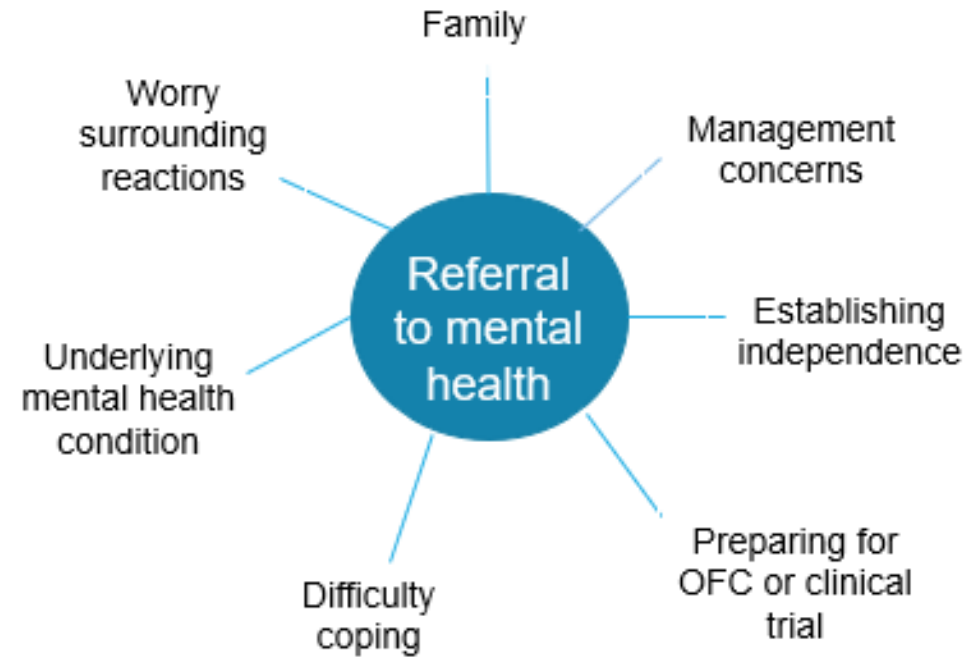 Family
Worry
surrounding
reactions
Management
concerns
Referral
to mental
health
Establishing
independence
Underlying
mental health
condition
Preparing for
OFC or clinical
trial
Difficulty
coping